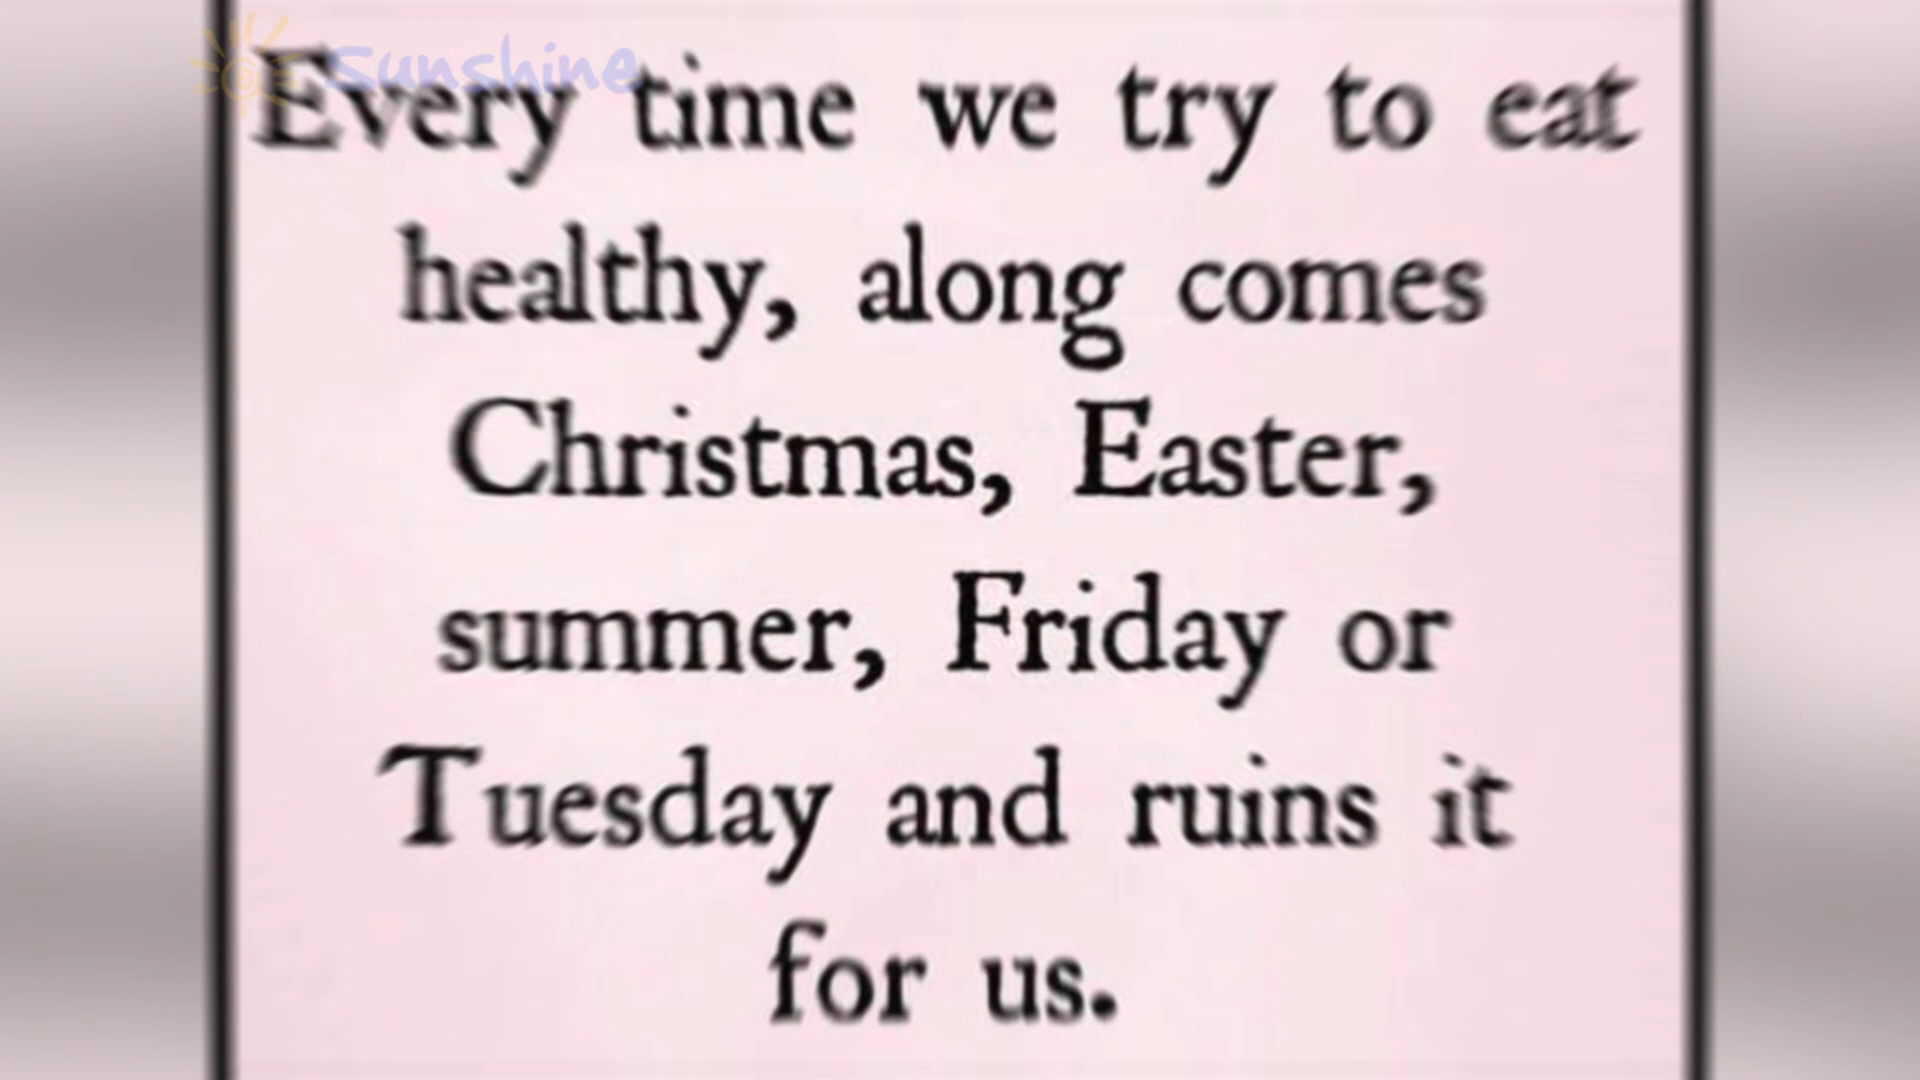 Sunshine
Every time we try to eat
healthy, along comes
Christmas, Easter,
summer, Friday or
Tuesday and ruins it
for us.